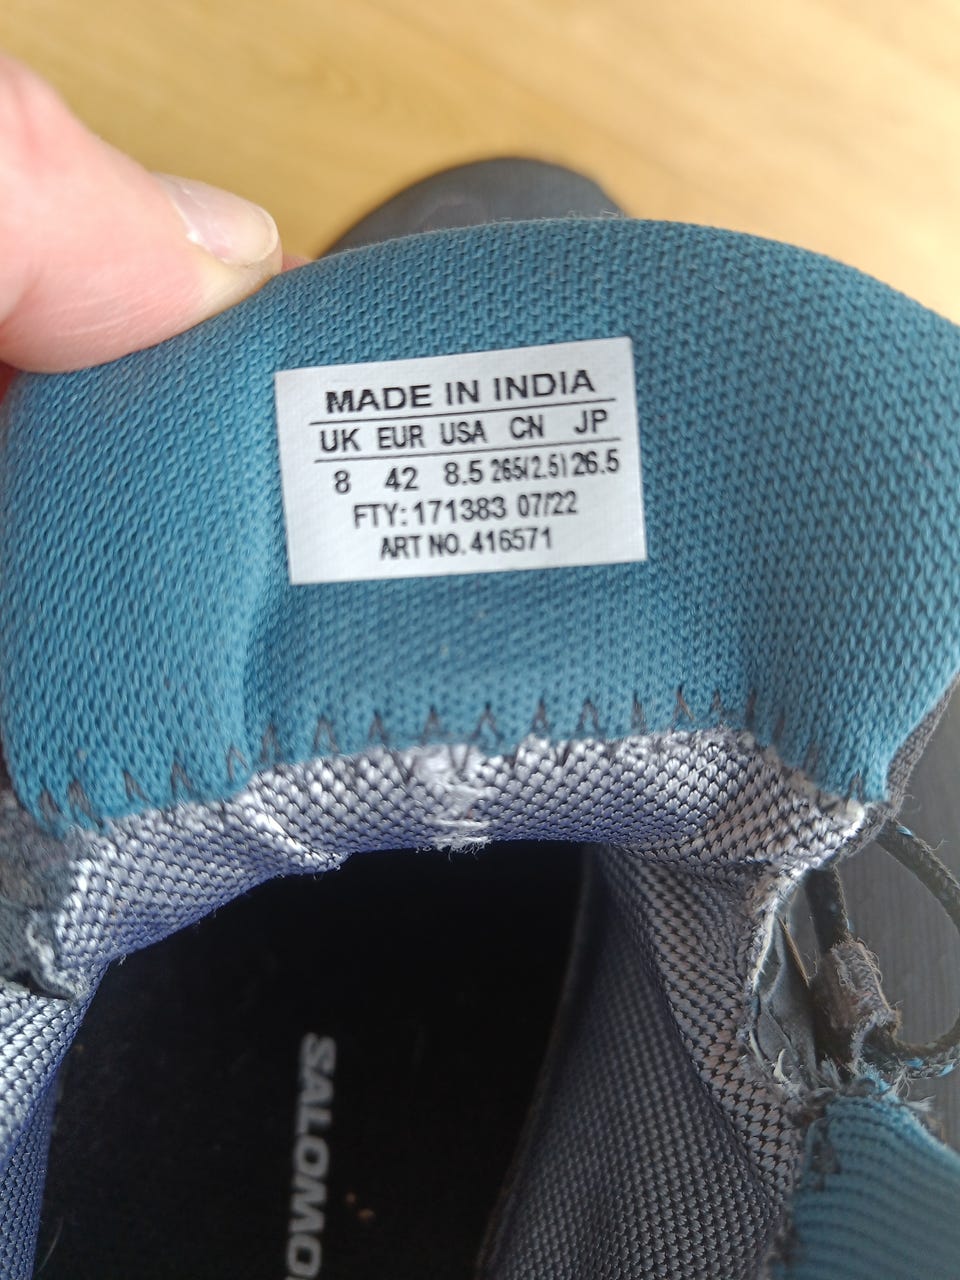 MADE IN INDIA
UK EUR USA CN JP
8 42 8.5 265(2.5) 26.5
FTY: 171383 07/22
ART NO. 416571
SALOMO